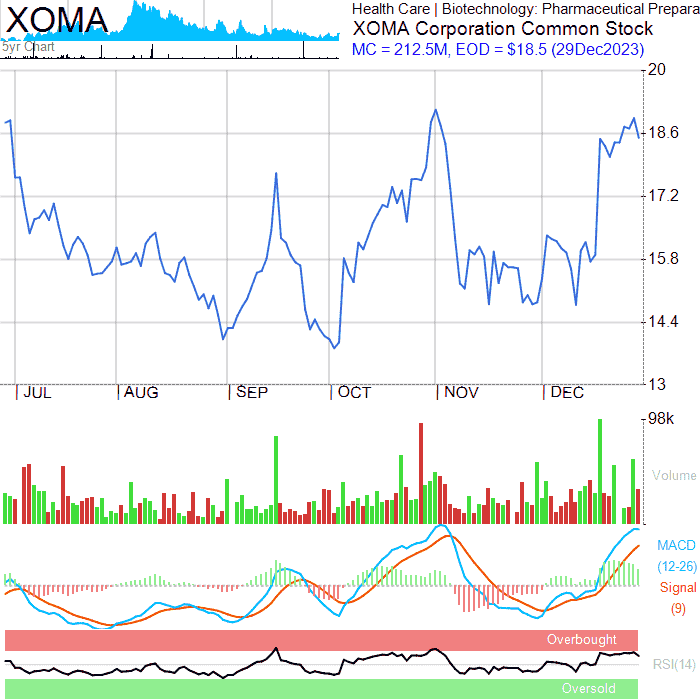 XOMA
5yr Chart
Health Care | Biotechnology: Pharmaceutical Prepara
XOMA Corporation Common Stock
MC = 212.5M, EOD = $18.5 (29Dec2023)
20
18.6
17.2
15.8
14.4
13
JUL
AUG
SEP
OCT
NOV
DEC
98k
Volume
MACD
(12-26)
Signal
(9)
Overbought
RSI(14)
Oversold